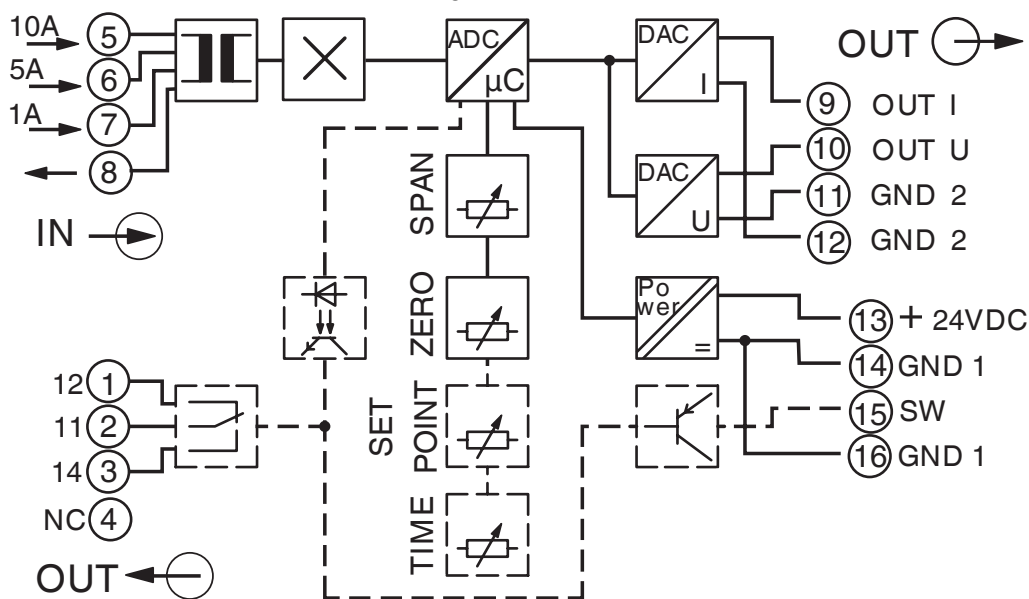 10A 5
5A 6
1A 7
8
IN
ADC
µC
DAC
I
DAC
U
OUT
9 OUT I
10 OUT U
11 GND 2
12 GND 2
SPAN
ZERO
SET
POINT
TIME
Po
wer
=
13 + 24VDC
14 GND 1
15 SW
16 GND 1
12 1
11 2
14 3
NC 4
OUT